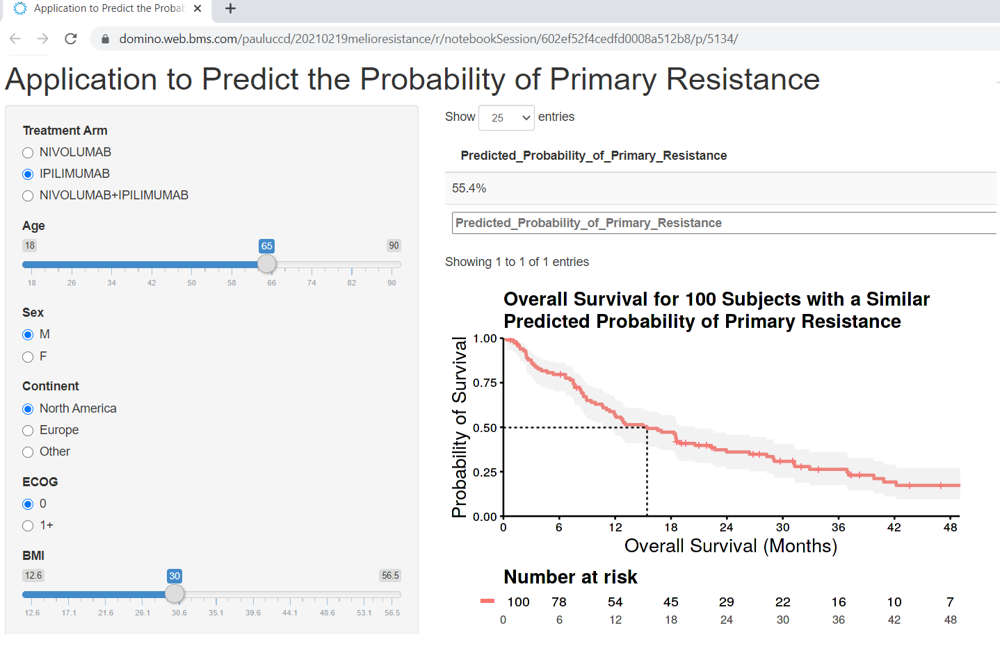 Application to Predict the Probab
domino.web.bms.com/pauluccd/20210219melioresistance/r/notebookSession/602ef52f4cedfd0008a512b8/p/5134/
Application to Predict the Probability of Primary Resistance
Treatment Arm
NIVOLUMAB
IPILIMUMAB
NIVOLUMAB+IPILIMUMAB
Age
18 65 90
18 26 34 42 50 58 66 74 82 90
Sex
M
F
Continent
North America
Europe
Other
ECOG
0
1+
BMI
12.6 30 56.5
12.6 17.1 21.6 26.1 30.6 35.1 39.6 44.1 48.6 53.1 56.5
Show 25 entries
Predicted_Probability_of_Primary_Resistance
55.4%
Predicted_Probability_of_Primary_Resistance
Showing 1 to 1 of 1 entries
Overall Survival for 100 Subjects with a Similar
Predicted Probability of Primary Resistance
Probability of Survival
1.00
0.75
0.50
0.25
0.00
0 6 12 18 24 30 36 42 48
Overall Survival (Months)
Number at risk
100 78 54 45 29 22 16 10 7
0 6 12 18 24 30 36 42 48